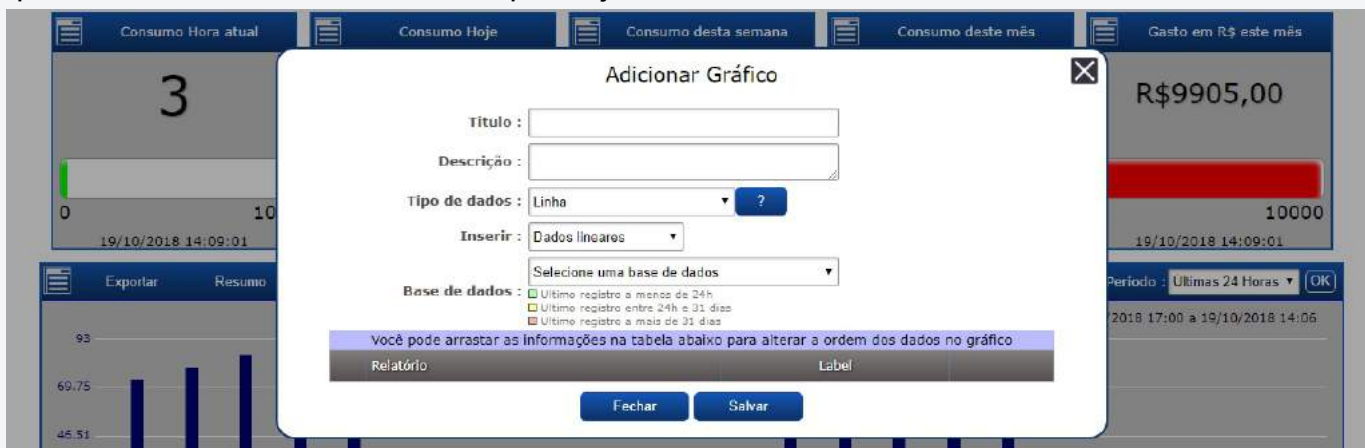 Consumo Hora atual
Consumo Hoje
Consumo desta semana
Consumo deste mês
Gasto em R$ este mês
3
R$9905,00
0
10
10000
19/10/2018 14:09:01
19/10/2018 14:09:01
Adicionar Gráfico
Título :
Descrição :
Tipo de dados : Linha ?
Inserir : Dados lineares
Base de dados : Selecione uma base de dados
Ultimo registro a menos de 24h
Ultimo registro entre 24h e 31 dias
Ultimo registro a mais de 31 dias
Você pode arrastar as informações na tabela abaixo para alterar a ordem dos dados no gráfico
Relatório Label
Fechar Salvar
Exportar Resumo
Período : Últimas 24 Horas OK
2018 17:00 a 19/10/2018 14:06
93
69.75
46.51